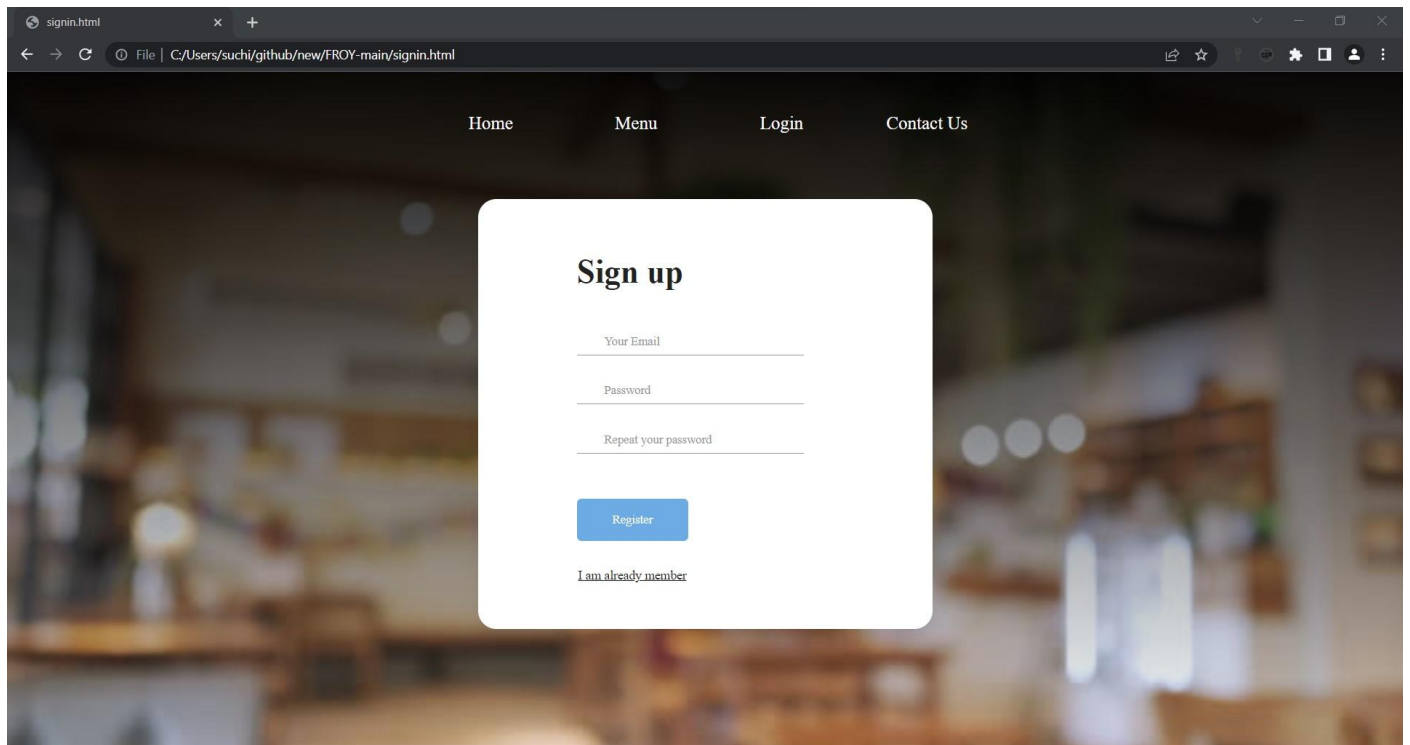 signin.html
File | C:/Users/suchi/github/new/FROY-main/signin.html
Home Menu Login Contact Us
Sign up
Your Email
Password
Repeat your password
Register
I am already member